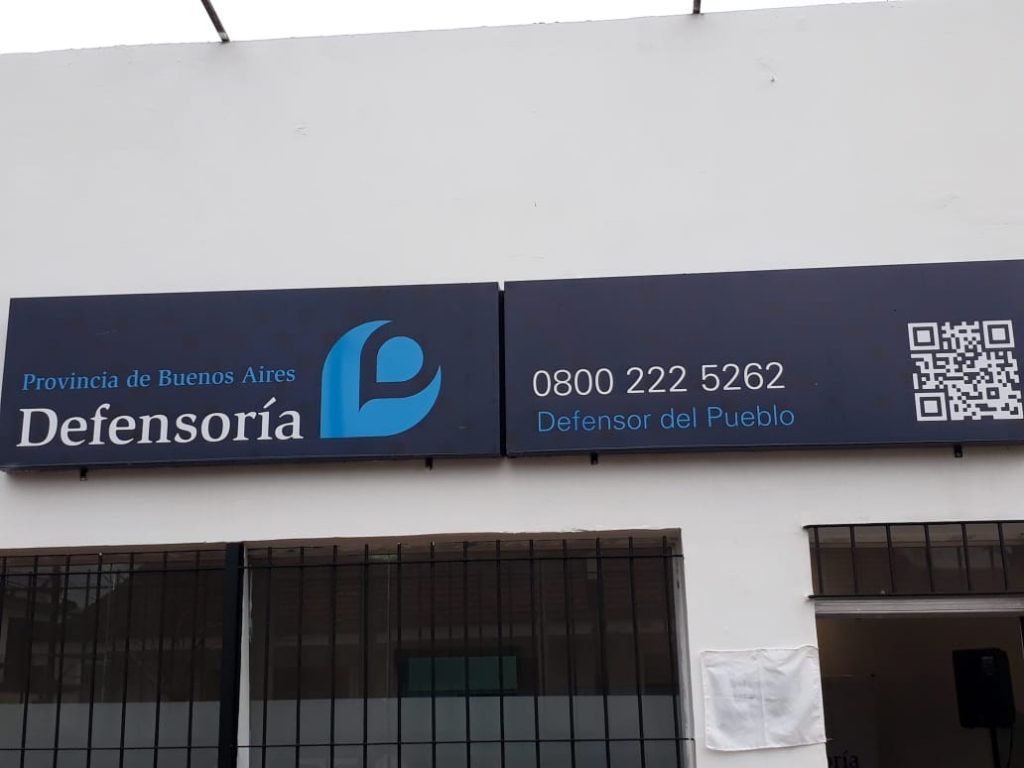 Provincia de Buenos Aires
Defensoría
0800 222 5262
Defensor del Pueblo